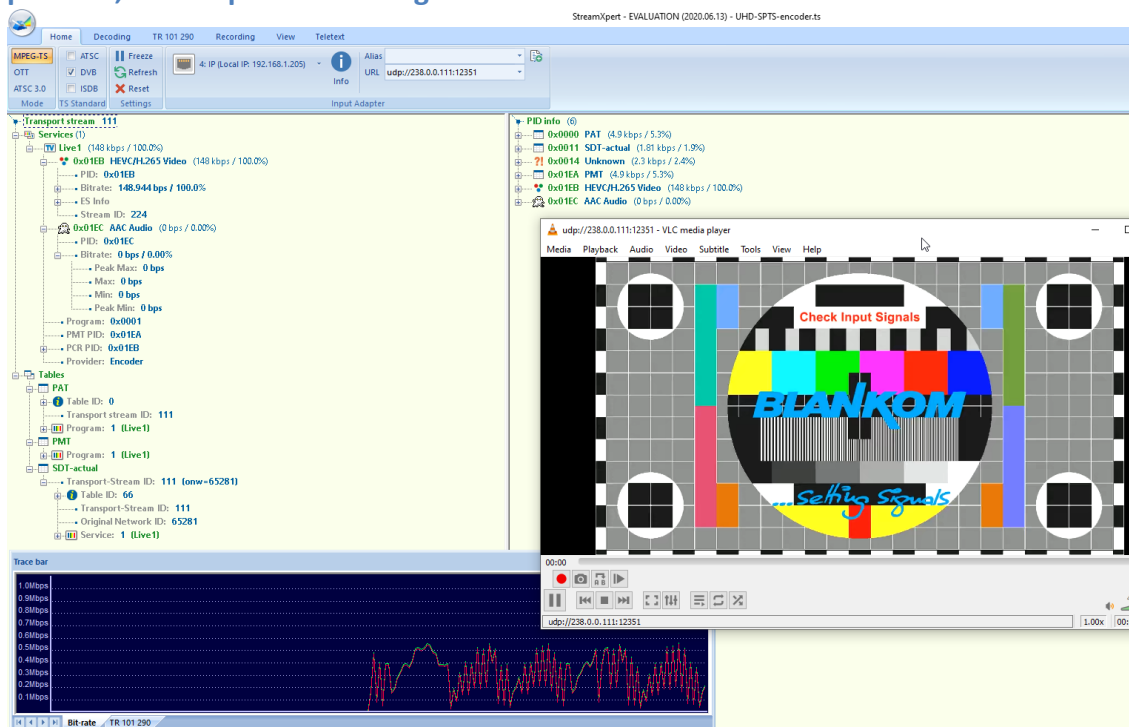 StreamXpert - EVALUATION (2020.06.13) - UHD-SPTS-encoder.ts
Home Decoding TR 101 290 Recording View Teletext
MPEG-TS
OTT
ATSC 3.0
Mode
ATSC
DVB
ISDB
TS Standard
Freeze
Refresh
Reset
Settings
4: IP (Local IP: 192.168.1.205)
Info
Alias
URL udp://238.0.0.111:12351
Input Adapter
Transport stream 111
Services (1)
TV Live1 (148 kbps / 100.0%)
0x01EB HEVC/H.265 Video (148 kbps / 100.0%)
PID: 0x01EB
Bitrate: 148.944 bps / 100.0%
ES Info
Stream ID: 224
0x01EC AAC Audio (0 bps / 0.00%)
PID: 0x01EC
Bitrate: 0 bps / 0.00%
Peak Max: 0 bps
Max: 0 bps
Min: 0 bps
Peak Min: 0 bps
Program: 0x0001
PMT PID: 0x01EA
PCR PID: 0x01EB
Provider: Encoder
Tables
PAT
Table ID: 0
Transport stream ID: 111
Program: 1 (Live1)
PMT
Program: 1 (Live1)
SDT-actual
Transport-Stream ID: 111 (onw=65281)
Table ID: 66
Transport-Stream ID: 111
Original Network ID: 65281
Service: 1 (Live1)
PID info (6)
0x0000 PAT (4.9 kbps / 5.3%)
0x0011 SDT-actual (1.81 kbps / 1.9%)
?! 0x0014 Unknown (2.3 kbps / 2.4%)
0x01EA PMT (4.9 kbps / 5.3%)
0x01EB HEVC/H.265 Video (148 kbps / 100.0%)
0x01EC AAC Audio (0 bps / 0.00%)
udp://238.0.0.111:12351 - VLC media player
Media Playback Audio Video Subtitle Tools View Help
Check Input Signals
BLANKOM
...Setting Signals
00:00
udp://238.0.0.111:12351 1.00x 00:
Trace bar
1.0Mbps
0.9Mbps
0.8Mbps
0.7Mbps
0.6Mbps
0.5Mbps
0.4Mbps
0.3Mbps
0.2Mbps
0.1Mbps
Bit-rate TR 101 290